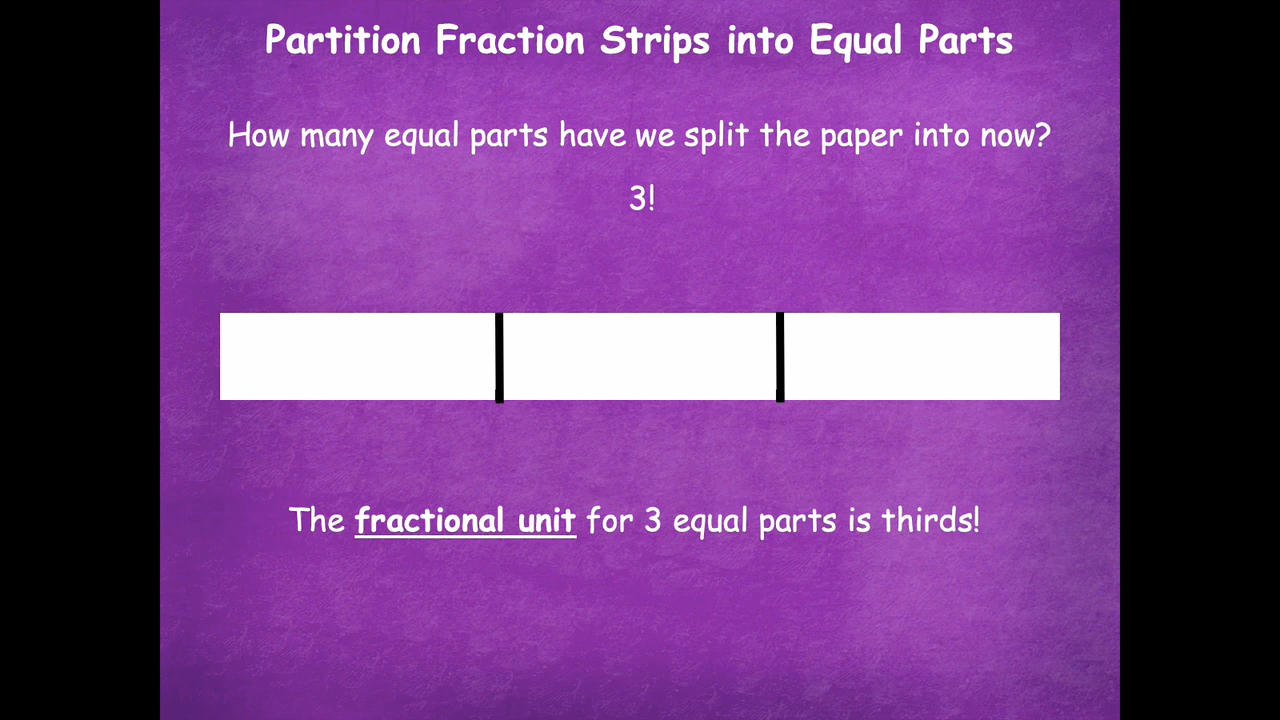 Partition Fraction Strips into Equal Parts
How many equal parts have we split the paper into now?
3!
The fractional unit for 3 equal parts is thirds!